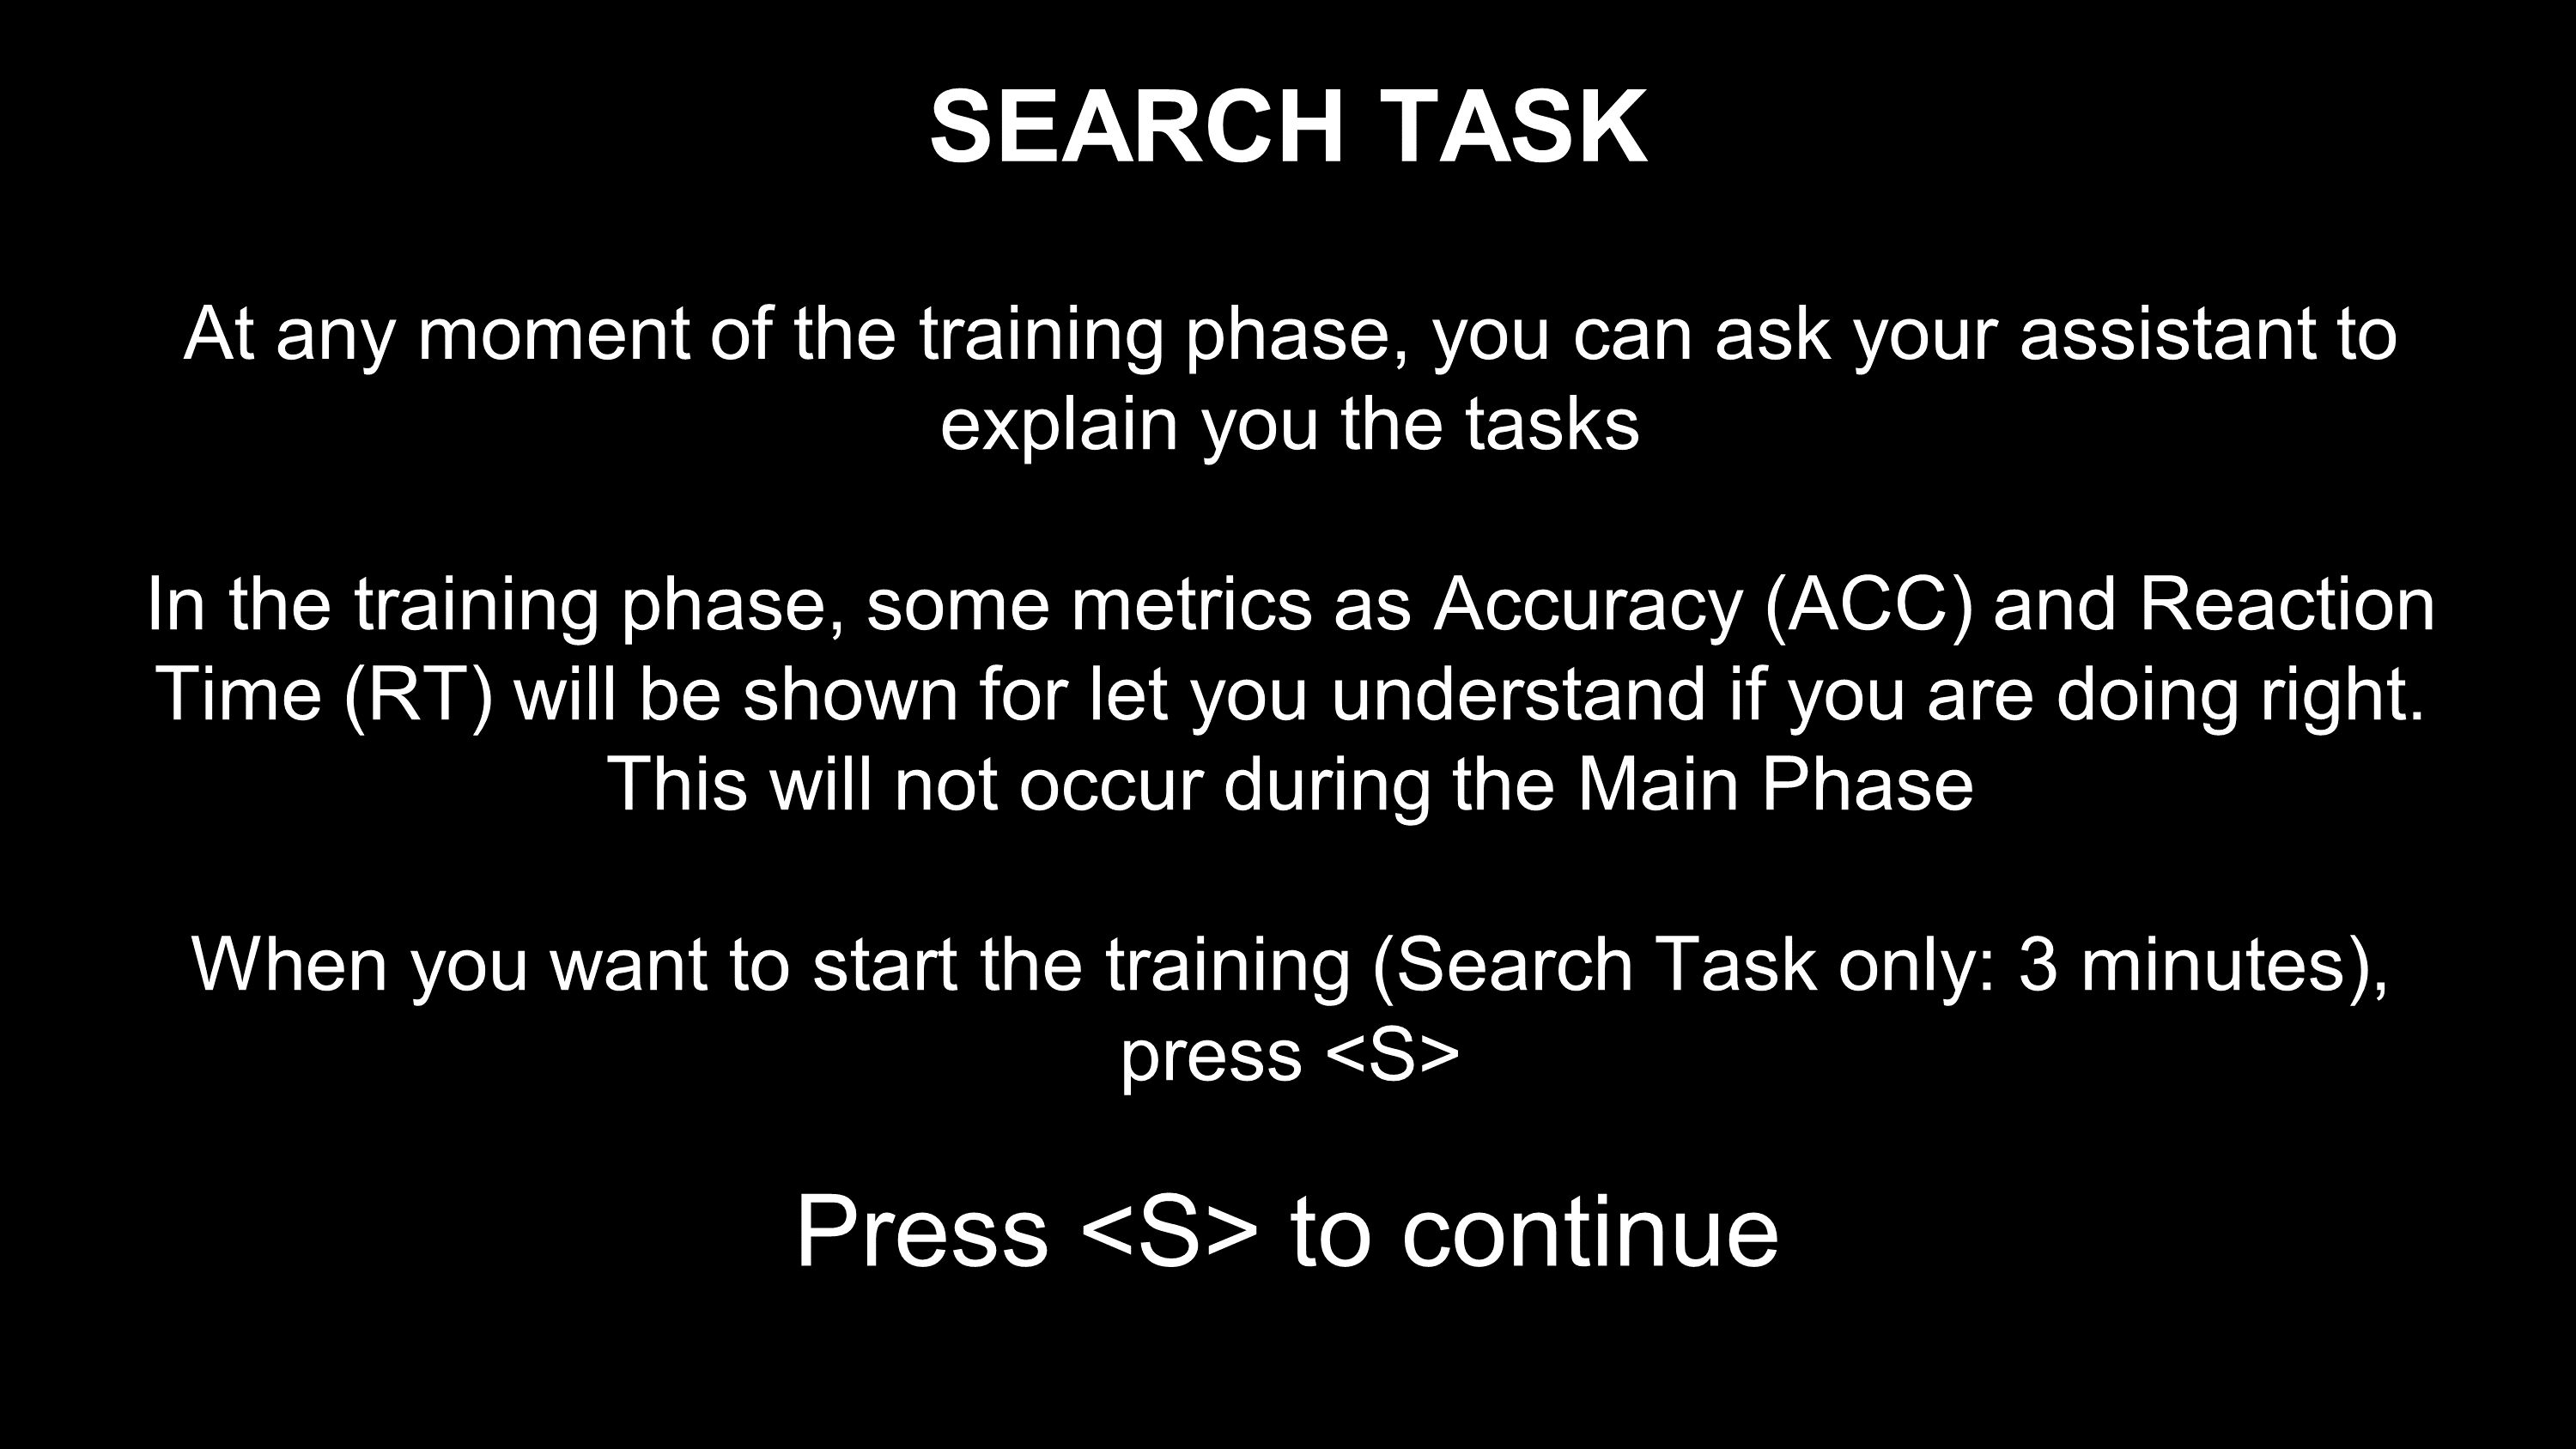 SEARCH TASK
At any moment of the training phase, you can ask your assistant to
explain you the tasks
In the training phase, some metrics as Accuracy (ACC) and Reaction
Time (RT) will be shown for let you understand if you are doing right.
This will not occur during the Main Phase
When you want to start the training (Search Task only: 3 minutes),
press <S>
Press <S> to continue